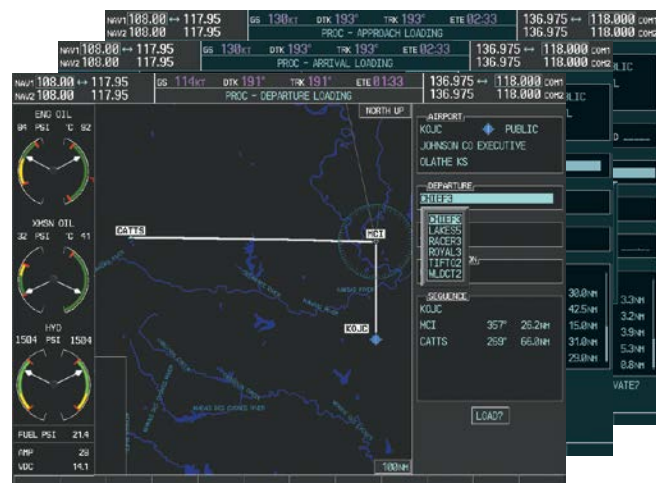 NAV1 108.00 ↔ 117.95 GS 130KT DTK 193° TRK 193° ETE 02:33 136.975 ↔ 118.000 COM1
NAV2 108.00 117.95 PROC - APPROACH LOADING 136.975 118.000 COM2
NAV1 108.00 ↔ 117.95 GS 130KT DTK 193° TRK 193° ETE 02:33 136.975 ↔ 118.000 COM1
NAV2 108.00 117.95 PROC - ARRIVAL LOADING 136.975 118.000 COM2
NAV1 108.00 ↔ 117.95 GS 114KT DTK 191° TRK 191° ETE 01:33 136.975 ↔ 118.000 COM1
NAV2 108.00 117.95 PROC - DEPARTURE LOADING 136.975 118.000 COM2
ENG OIL
84 PSI °C 92
XMSN OIL
32 PSI °C 41
HYD
1504 PSI 1504
FUEL PSI 21.4
AMP 28
VDC 14.1
NORTH UP
CATTS
MCI
KOJC
100NM
AIRPORT
KOJC PUBLIC
JOHNSON CO EXECUTIVE
OLATHE KS
DEPARTURE
CHIEF3
CHIEF3
LAKES5
RACER3
ROYAL3
TIFTO2
WLDCT2
SEQUENCE
KOJC
MCI 357° 26.2NM
CATTS 269° 66.0NM
LOAD?
30.0NM
42.5NM
15.0NM
31.0NM
29.0NM
3.3NM
3.2NM
3.9NM
5.3NM
0.8NM
VATE?